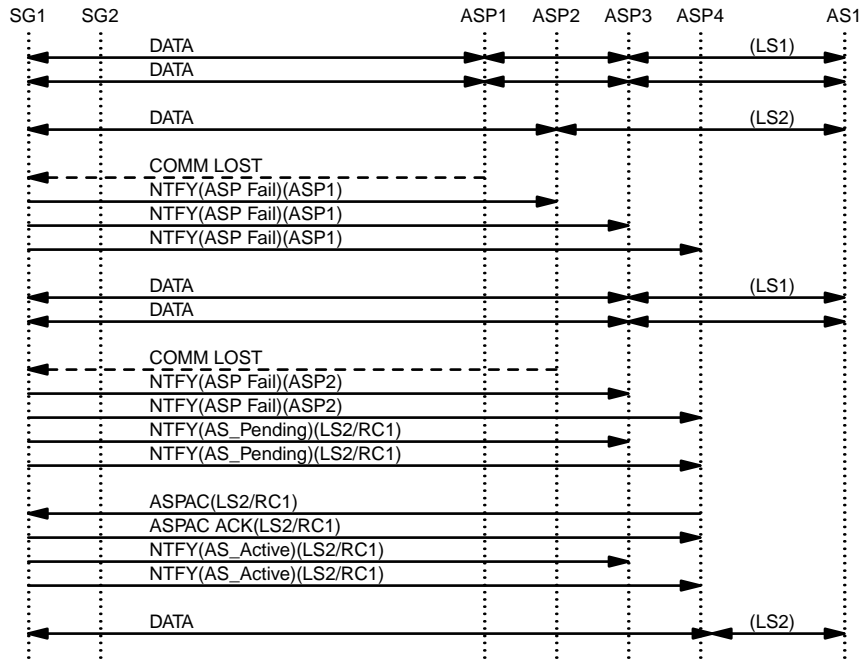 SG1 SG2 ASP1 ASP2 ASP3 ASP4 AS1
DATA (LS1)
DATA
DATA (LS2)
COMM LOST
NTFY(ASP Fail)(ASP1)
NTFY(ASP Fail)(ASP1)
NTFY(ASP Fail)(ASP1)
DATA (LS1)
DATA
COMM LOST
NTFY(ASP Fail)(ASP2)
NTFY(ASP Fail)(ASP2)
NTFY(AS_Pending)(LS2/RC1)
NTFY(AS_Pending)(LS2/RC1)
ASPAC(LS2/RC1)
ASPAC ACK(LS2/RC1)
NTFY(AS_Active)(LS2/RC1)
NTFY(AS_Active)(LS2/RC1)
DATA (LS2)